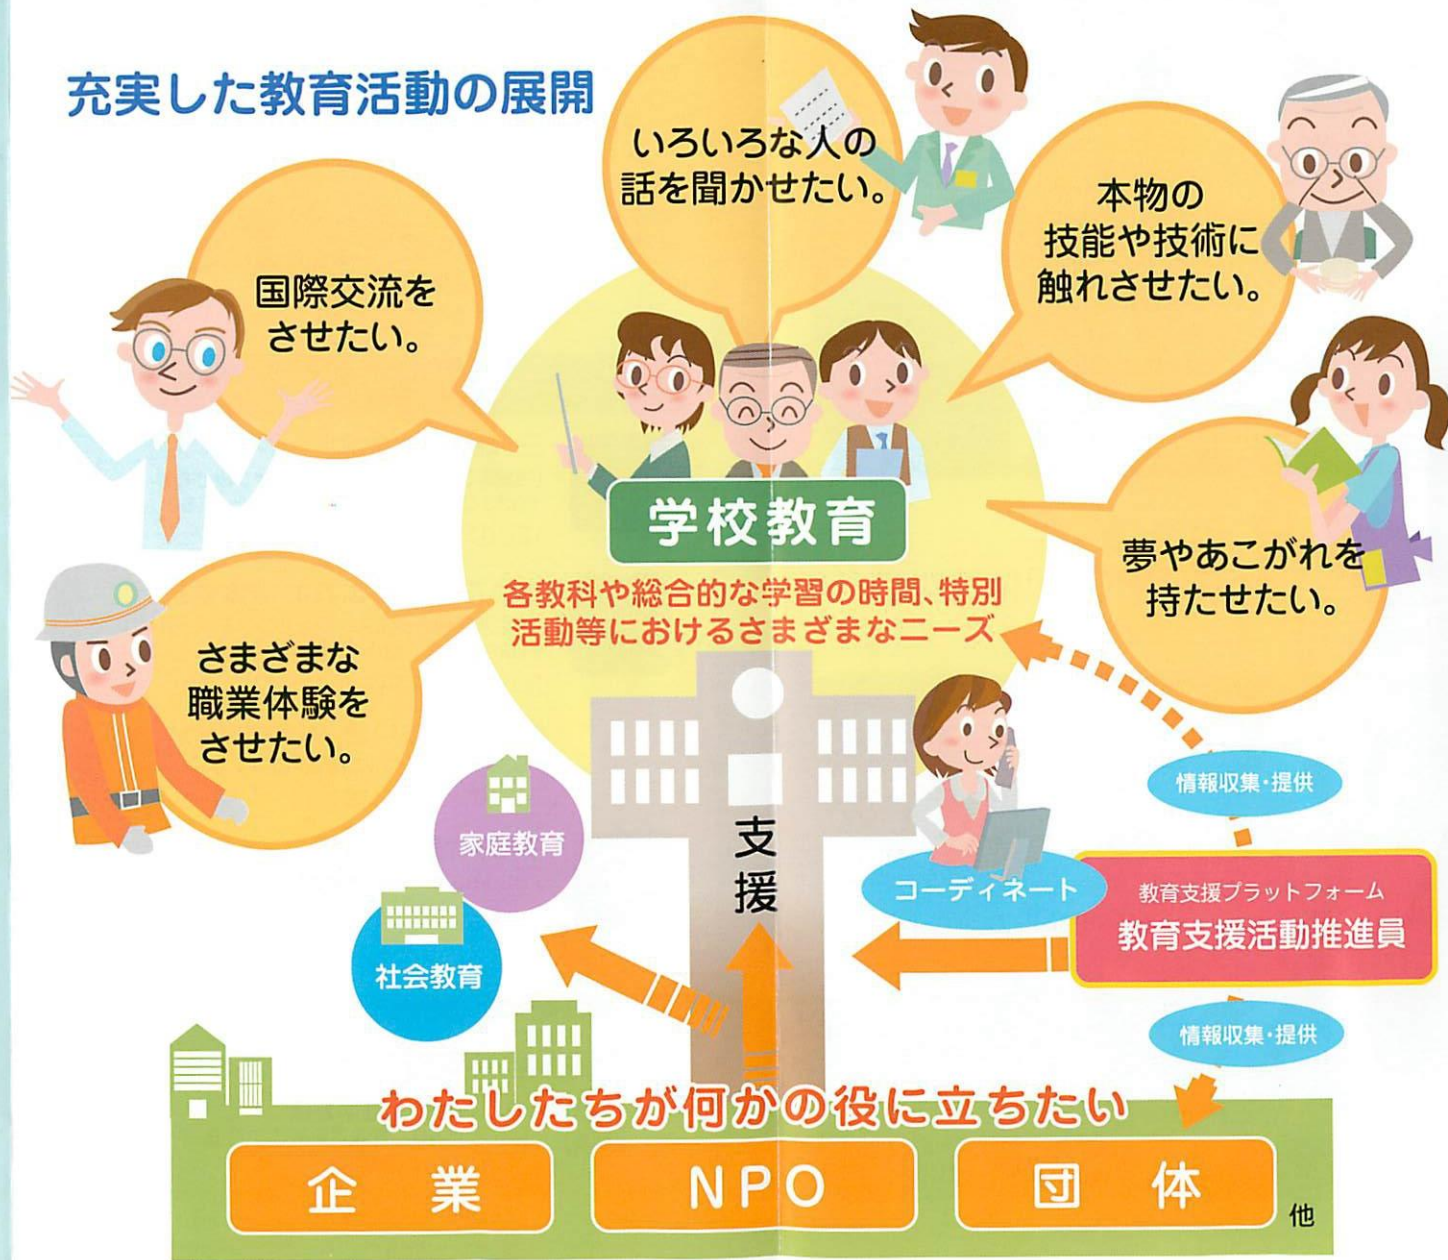 充実した教育活動の展開
いろいろな人の
話を聞かせたい。
本物の
技能や技術に
触れさせたい。
国際交流を
させたい。
学校教育
各教科や総合的な学習の時間、特別
活動等におけるさまざまなニーズ
夢やあこがれを
持たせたい。
さまざまな
職業体験を
させたい。
情報収集・提供
家庭教育
支援
コーディネート
教育支援プラットフォーム
教育支援活動推進員
社会教育
情報収集・提供
わたしたちが何かの役に立ちたい
企業
NPO
団体
他